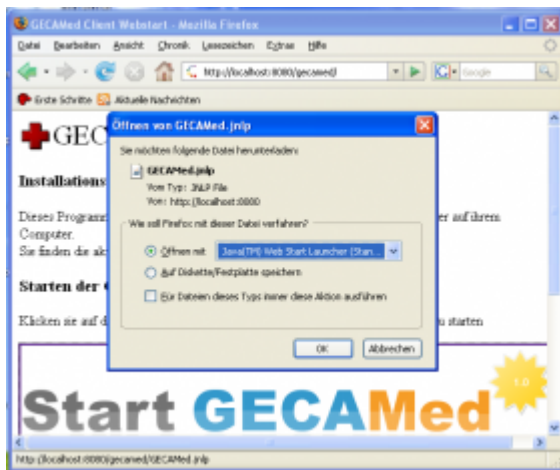 GECAMed Client Webstart - Mozilla Firefox
Datei Bearbeiten Ansicht Chronik Lesezeichen Extras Hilfe
http://localhost:8080/gecamed/
Google
Erste Schritte Aktuelle Nachrichten
GEC
Öffnen von GECAMed.jnlp
Sie möchten folgende Datei herunterladen:
GECAMed.jnlp
Vom Typ: JNLP File
Von: http://localhost:8080
Wie soll Firefox mit dieser Datei verfahren?
Öffnen mit Java(TM) Web Start Launcher (Stan...
Auf Diskette/Festplatte speichern
Für Dateien dieses Typs immer diese Aktion ausführen
OK Abbrechen
Installations
Dieses Programm er auf ihrem
Computer.
Sie finden die ak
Starten der
Klicken sie auf d u starten
Start GECAMed
1.0
http://localhost:8080/gecamed/GECAMed.jnlp